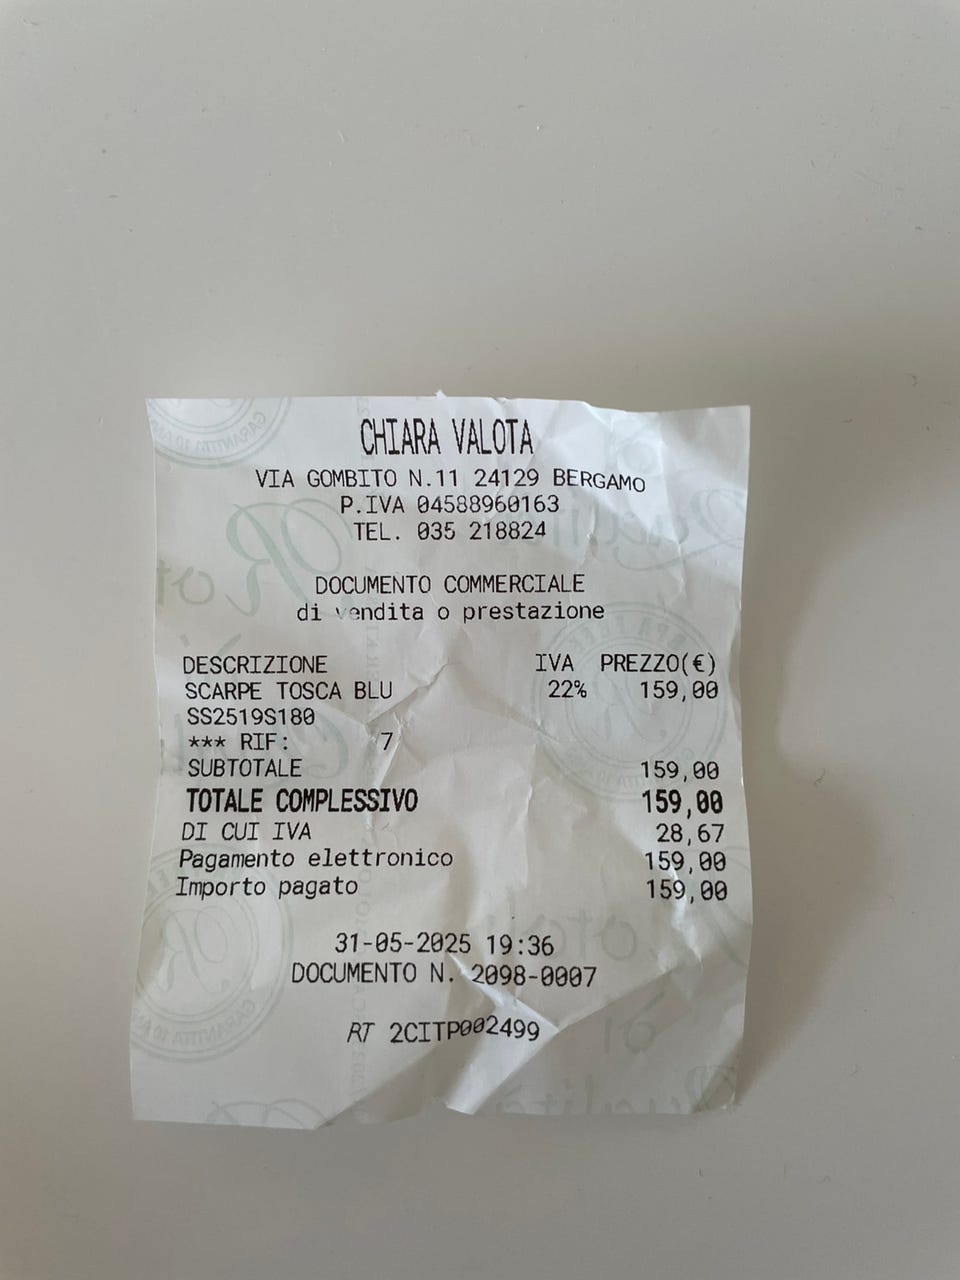 CHIARA VALOTA
VIA GOMBITO N.11 24129 BERGAMO
P.IVA 04588960163
TEL. 035 218824
DOCUMENTO COMMERCIALE
di vendita o prestazione
DESCRIZIONE IVA PREZZO(€)
SCARPE TOSCA BLU 22% 159,00
SS2519S180
*** RIF: 7
SUBTOTALE 159,00
TOTALE COMPLESSIVO 159,00
DI CUI IVA 28,67
Pagamento elettronico 159,00
Importo pagato 159,00
31-05-2025 19:36
DOCUMENTO N. 2098-0007
RT 2CITP002499